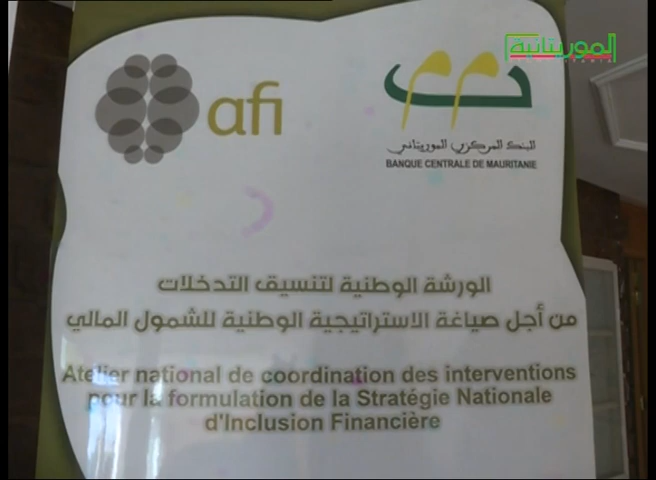 الموريتانية
afi
البنك المركزي الموريتاني
BANQUE CENTRALE DE MAURITANIE
الورشة الوطنية لتنسيق التدخلات
من أجل صياغة الاستراتيجية الوطنية للشمول المالي
Atelier national de coordination des interventions
pour la formulation de la Stratégie Nationale
d'Inclusion Financière